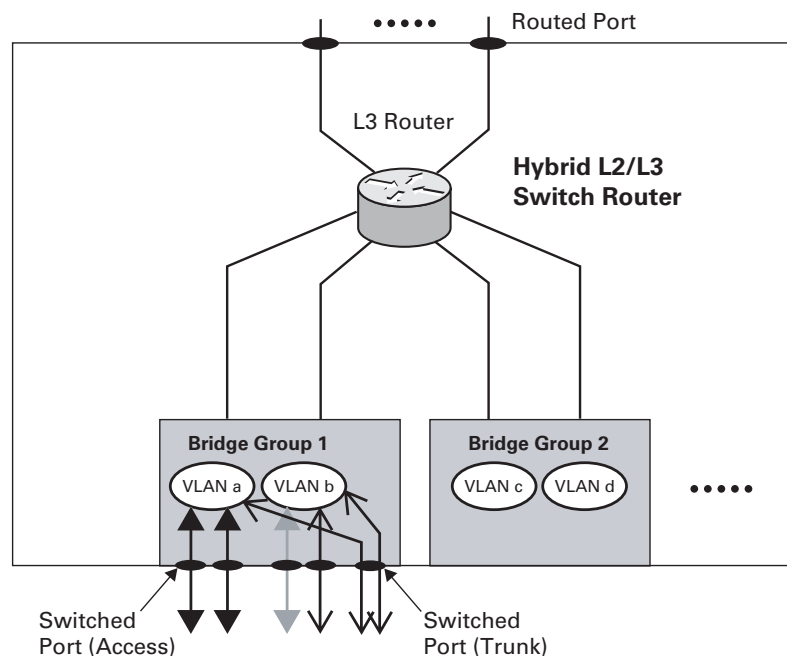 Routed Port
L3 Router
Hybrid L2/L3
Switch Router
Bridge Group 1
Bridge Group 2
VLAN a
VLAN b
VLAN c
VLAN d
Switched
Port (Access)
Switched
Port (Trunk)